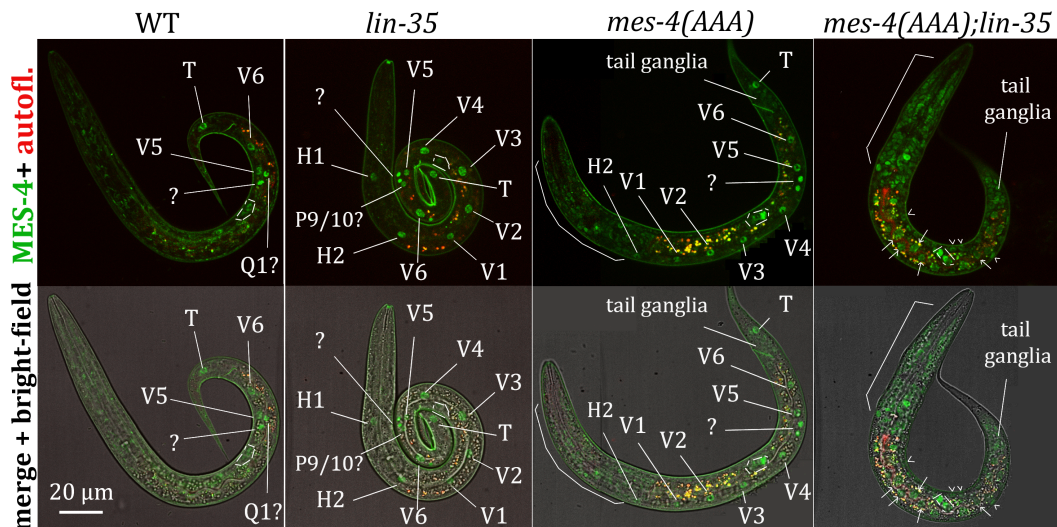 WT
lin-35
mes-4(AAA)
mes-4(AAA);lin-35
MES-4+ autofl.
T
V6
?
V5
?
Q1?
V5
V4
V3
?
H1
T
P9/10?
H2
V6
V1
V2
tail ganglia
T
V6
V5
?
H2
V1
V2
V4
V3
tail
ganglia
merge + bright-field
T
V6
V5
?
Q1?
20 µm
V5
V4
V3
?
H1
T
P9/10?
H2
V6
V1
V2
tail ganglia
T
V6
V5
?
H2
V1
V2
V4
V3
tail
ganglia